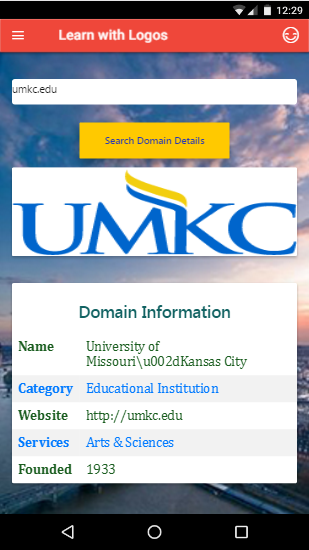 12:29
Learn with Logos
umkc.edu
Search Domain Details
UMKC
Domain Information
Name University of
Missouri\u002dKansas City
Category Educational Institution
Website http://umkc.edu
Services Arts & Sciences
Founded 1933